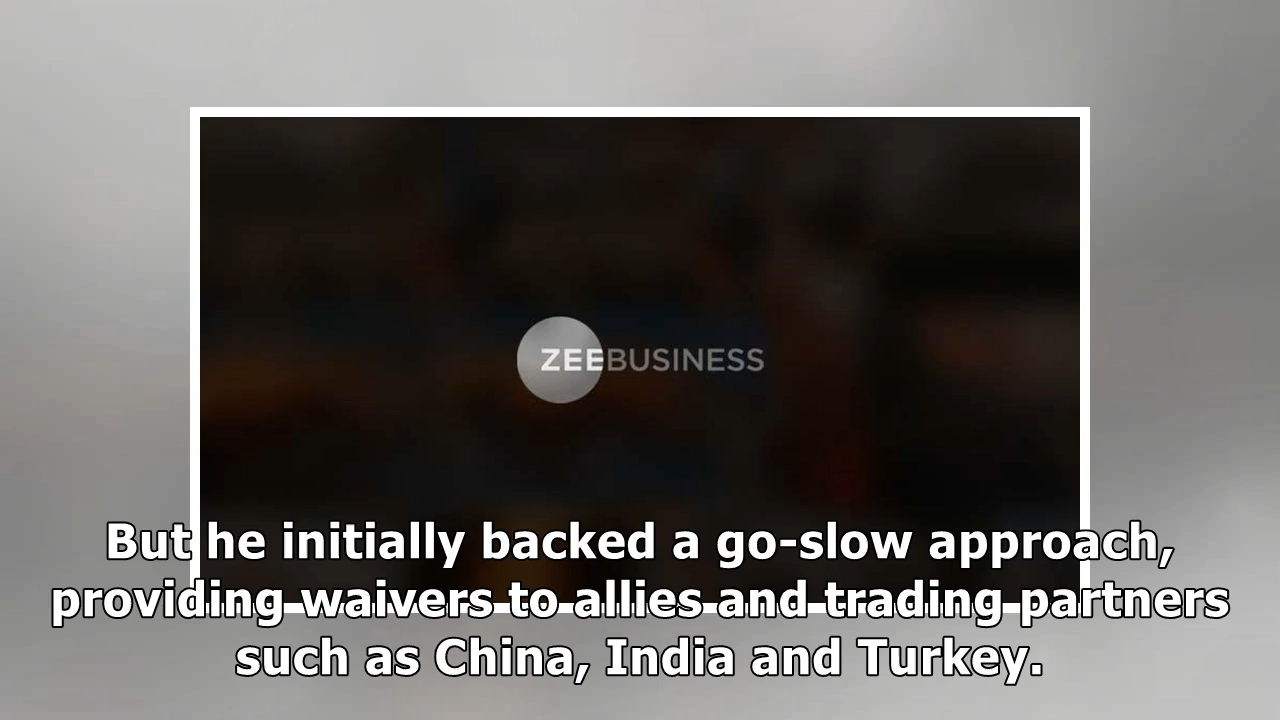 ZEEBUSINESS
But he initially backed a go-slow approach,
providing waivers to allies and trading partners
such as China, India and Turkey.